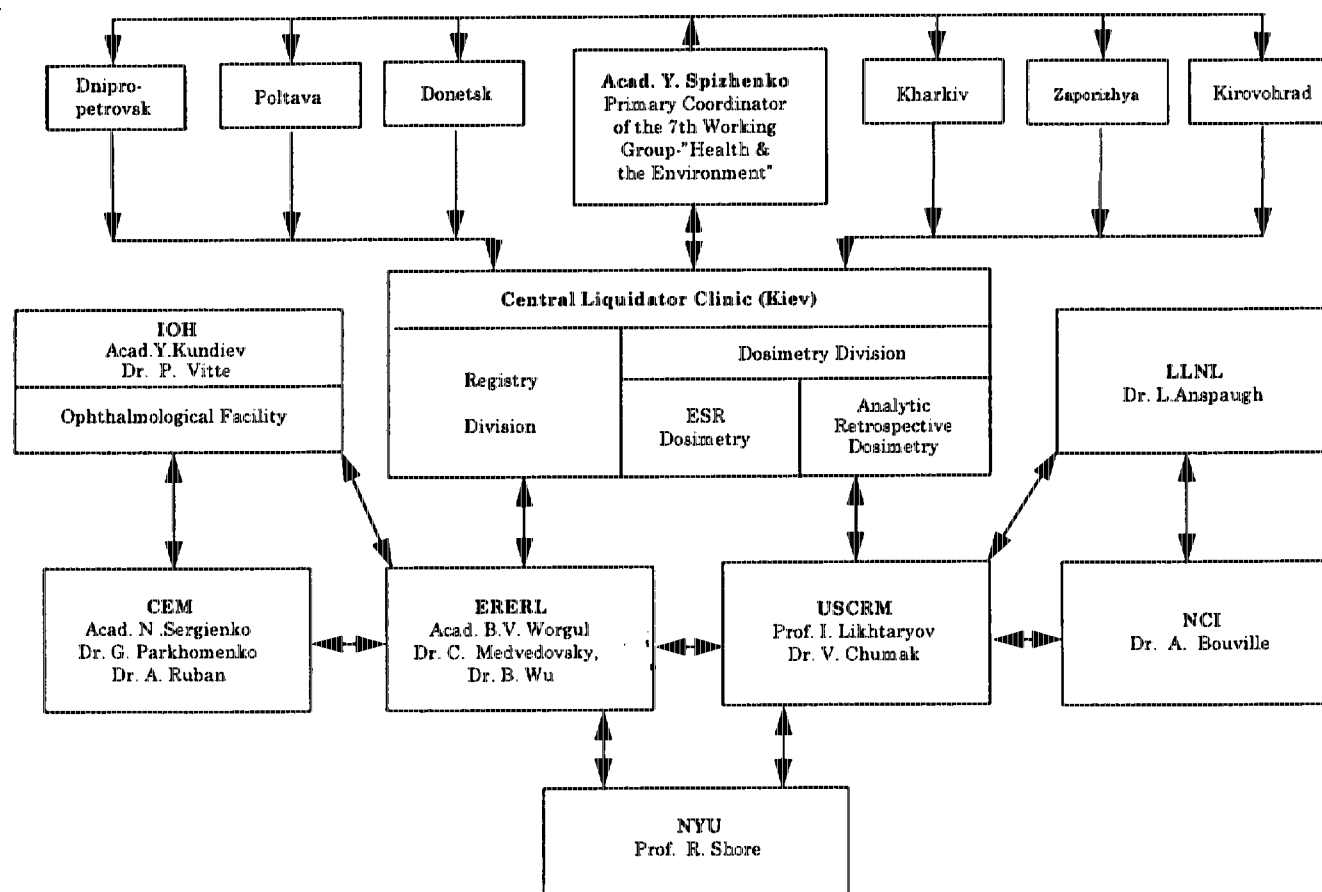 Dnipro-
petrovsk
Poltava
Donetsk
Acad. Y. Spizhenko
Primary Coordinator
of the 7th Working
Group-"Health &
the Environment"
Kharkiv
Zaporizhya
Kirovohrad
Central Liquidator Clinic (Kiev)
Registry
Division
Dosimetry Division
ESR
Dosimetry
Analytic
Retrospective
Dosimetry
IOH
Acad.Y.Kundiev
Dr. P. Vitte
Ophthalmological Facility
LLNL
Dr. L.Anspaugh
CEM
Acad. N .Sergienko
Dr. G. Parkhomenko
Dr. A. Ruban
ERERL
Acad. B.V. Worgul
Dr. C. Medvedovsky,
Dr. B. Wu
USCRM
Prof. I. Likhtaryov
Dr. V. Chumak
NCI
Dr. A. Bouville
NYU
Prof. R. Shore